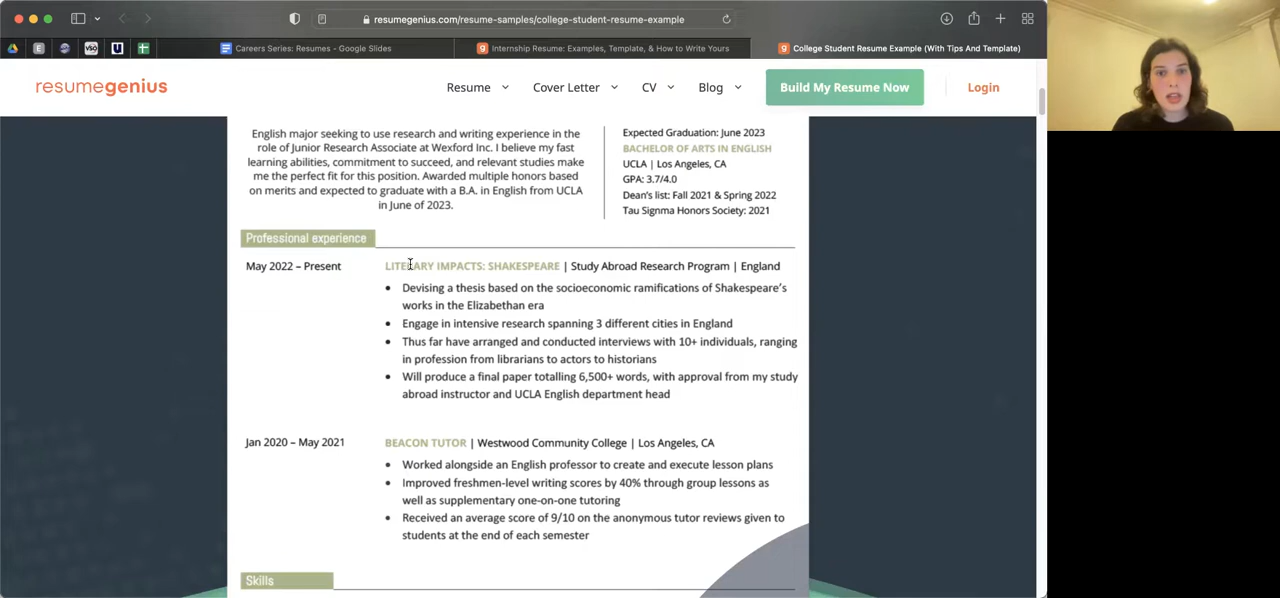 resumegenius.com/resume-samples/college-student-resume-example
E
VSO
U
Careers Series: Resumes - Google Slides
Internship Resume: Examples, Template, & How to Write Yours
College Student Resume Example (With Tips And Template)
resumegenius
Resume
Cover Letter
CV
Blog
Build My Resume Now
Login
English major seeking to use research and writing experience in the
role of Junior Research Associate at Wexford Inc. I believe my fast
learning abilities, commitment to succeed, and relevant studies make
me the perfect fit for this position. Awarded multiple honors based
on merits and expected to graduate with a B.A. in English from UCLA
in June of 2023.
Expected Graduation: June 2023
BACHELOR OF ARTS IN ENGLISH
UCLA | Los Angeles, CA
GPA: 3.7/4.0
Dean's list: Fall 2021 & Spring 2022
Tau Signma Honors Society: 2021
Professional experience
May 2022 – Present
LITERARY IMPACTS: SHAKESPEARE | Study Abroad Research Program | England
• Devising a thesis based on the socioeconomic ramifications of Shakespeare's
works in the Elizabethan era
• Engage in intensive research spanning 3 different cities in England
• Thus far have arranged and conducted interviews with 10+ individuals, ranging
in profession from librarians to actors to historians
• Will produce a final paper totalling 6,500+ words, with approval from my study
abroad instructor and UCLA English department head
Jan 2020 – May 2021
BEACON TUTOR | Westwood Community College | Los Angeles, CA
• Worked alongside an English professor to create and execute lesson plans
• Improved freshmen-level writing scores by 40% through group lessons as
well as supplementary one-on-one tutoring
• Received an average score of 9/10 on the anonymous tutor reviews given to
students at the end of each semester
Skills